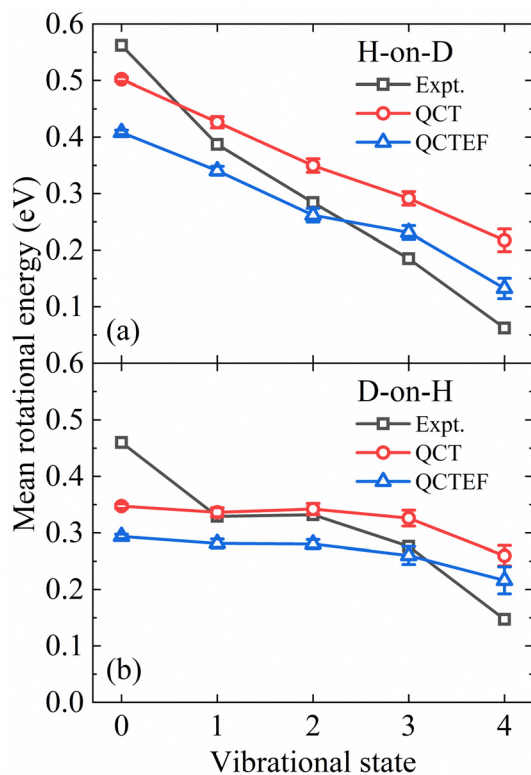 0.6
H-on-D
Expt.
QCT
QCTEF
0.5
0.4
0.3
0.2
0.1
(a)
0.6
D-on-H
Expt.
QCT
QCTEF
0.5
0.4
0.3
0.2
0.1
0.0
(b)
Mean rotational energy (eV)
0 1 2 3 4
Vibrational state